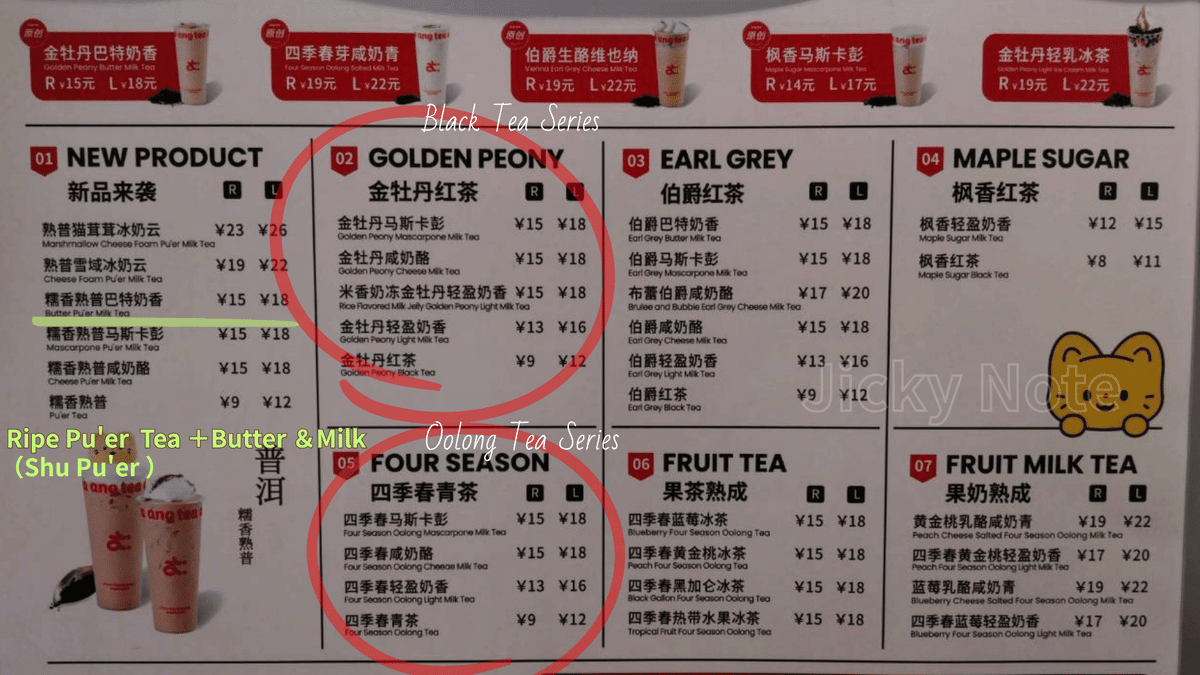 原创
金牡丹巴特奶香
Golden Peony Butter Milk Tea
R ¥15元 L ¥18元
原创
四季春芽咸奶青
Four Season Oolong Salted Milk Tea
R ¥19元 L ¥22元
原创
伯爵生酪维也纳
Vienna Earl Grey Cheese Milk Tea
R ¥19元 L ¥22元
原创
枫香马斯卡彭
Maple Sugar Mascarpone Milk Tea
R ¥14元 L ¥17元
金牡丹轻乳冰茶
Golden Peony Light Ice Cream Milk Tea
R ¥19元 L ¥22元
Black Tea Series
01 NEW PRODUCT
新品来袭 R L
熟普猫茸茸冰奶云 ¥23 ¥26
Marshmallow Cheese Foam Pu'er Milk Tea
熟普雪域冰奶云 ¥19 ¥22
Cheese Foam Pu'er Milk Tea
糯香熟普巴特奶香 ¥15 ¥18
Butter Pu'er Milk Tea
糯香熟普马斯卡彭 ¥15 ¥18
Mascarpone Pu'er Milk Tea
糯香熟普咸奶酪 ¥15 ¥18
Cheese Pu'er Milk Tea
糯香熟普 ¥9 ¥12
Pu'er Tea
Ripe Pu'er Tea ＋Butter ＆Milk
（Shu Pu'er ）
普洱
糯香熟普
ang tea
ang tea
02 GOLDEN PEONY
金牡丹红茶 R L
金牡丹马斯卡彭 ¥15 ¥18
Golden Peony Mascarpone Milk Tea
金牡丹咸奶酪 ¥15 ¥18
Golden Peony Cheese Milk Tea
米香奶冻金牡丹轻盈奶香 ¥15 ¥18
Rice Flavored Milk Jelly Golden Peony Light Milk Tea
金牡丹轻盈奶香 ¥13 ¥16
Golden Peony Light Milk Tea
金牡丹红茶 ¥9 ¥12
Golden Peony Black Tea
03 EARL GREY
伯爵红茶 R L
伯爵巴特奶香 ¥15 ¥18
Earl Grey Butter Milk Tea
伯爵马斯卡彭 ¥15 ¥18
Earl Grey Mascarpone Milk Tea
布蕾伯爵咸奶酪 ¥17 ¥20
Brulee and Bubble Earl Grey Cheese Milk Tea
伯爵咸奶酪 ¥15 ¥18
Earl Grey Cheese Milk Tea
伯爵轻盈奶香 ¥13 ¥16
Earl Grey Light Milk Tea
伯爵红茶 ¥9 ¥12
Earl Grey Black Tea
04 MAPLE SUGAR
枫香红茶 R L
枫香轻盈奶香 ¥12 ¥15
Maple Sugar Milk Tea
枫香红茶 ¥8 ¥11
Maple Sugar Black Tea
Jicky Note
Oolong Tea Series
05 FOUR SEASON
四季春青茶 R L
四季春马斯卡彭 ¥15 ¥18
Four Season Oolong Mascarpone Milk Tea
四季春咸奶酪 ¥15 ¥18
Four Season Oolong Cheeae Milk Tea
四季春轻盈奶香 ¥13 ¥16
Four Season Oolong Light Milk Tea
四季春青茶 ¥9 ¥12
Four Season Oolong Tea
06 FRUIT TEA
果茶熟成 R L
四季春蓝莓冰茶 ¥15 ¥18
Blueberry Four Season Oolong Tea
四季春黄金桃冰茶 ¥15 ¥18
Peach Four Season Oolong Tea
四季春黑加仑冰茶 ¥15 ¥18
Black Gallon Four Season Oolong Tea
四季春热带水果冰茶 ¥15 ¥18
Tropical Fruit Four Season Oolong Tea
07 FRUIT MILK TEA
果奶熟成 R L
黄金桃乳酪咸奶青 ¥19 ¥22
Peach Cheese Salted Four Season Oolong Milk Tea
四季春黄金桃轻盈奶香 ¥17 ¥20
Peach Four Season Oolong Light Milk Tea
蓝莓乳酪咸奶青 ¥19 ¥22
Blueberry Cheese Salted Four Season Oolong Milk Tea
四季春蓝莓轻盈奶香 ¥17 ¥20
Blueberry Four Season Oolong Light Milk Tea